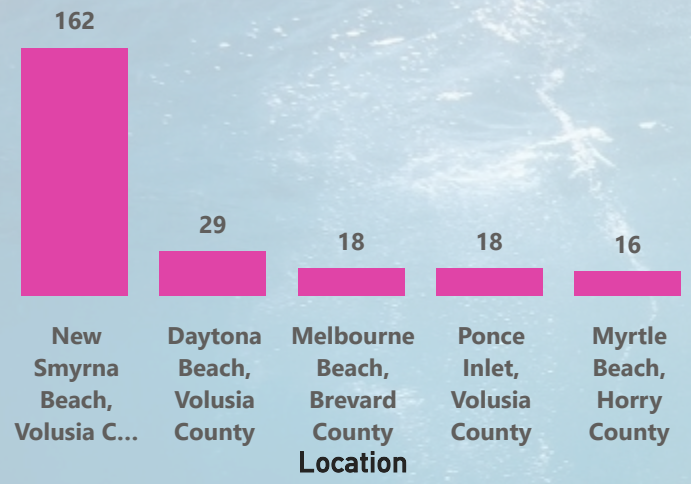 162
29
18
18
16
New
Smyrna
Beach,
Volusia C...
Daytona
Beach,
Volusia
County
Melbourne
Beach,
Brevard
County
Ponce
Inlet,
Volusia
County
Myrtle
Beach,
Horry
County
Location